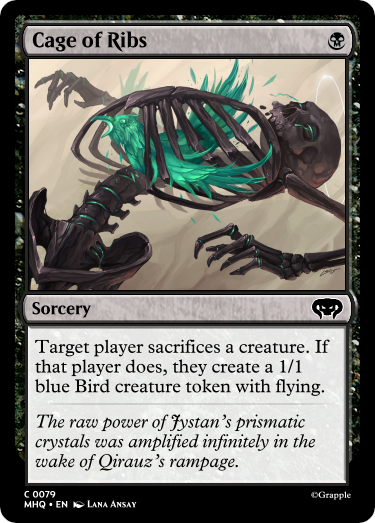 Cage of Ribs
Sorcery
Target player sacrifices a creature. If
that player does, they create a 1/1
blue Bird creature token with flying.
The raw power of Jystan's prismatic
crystals was amplified infinitely in the
wake of Qirauz's rampage.
C 0079
MHQ • EN Lana Ansay
©Grapple